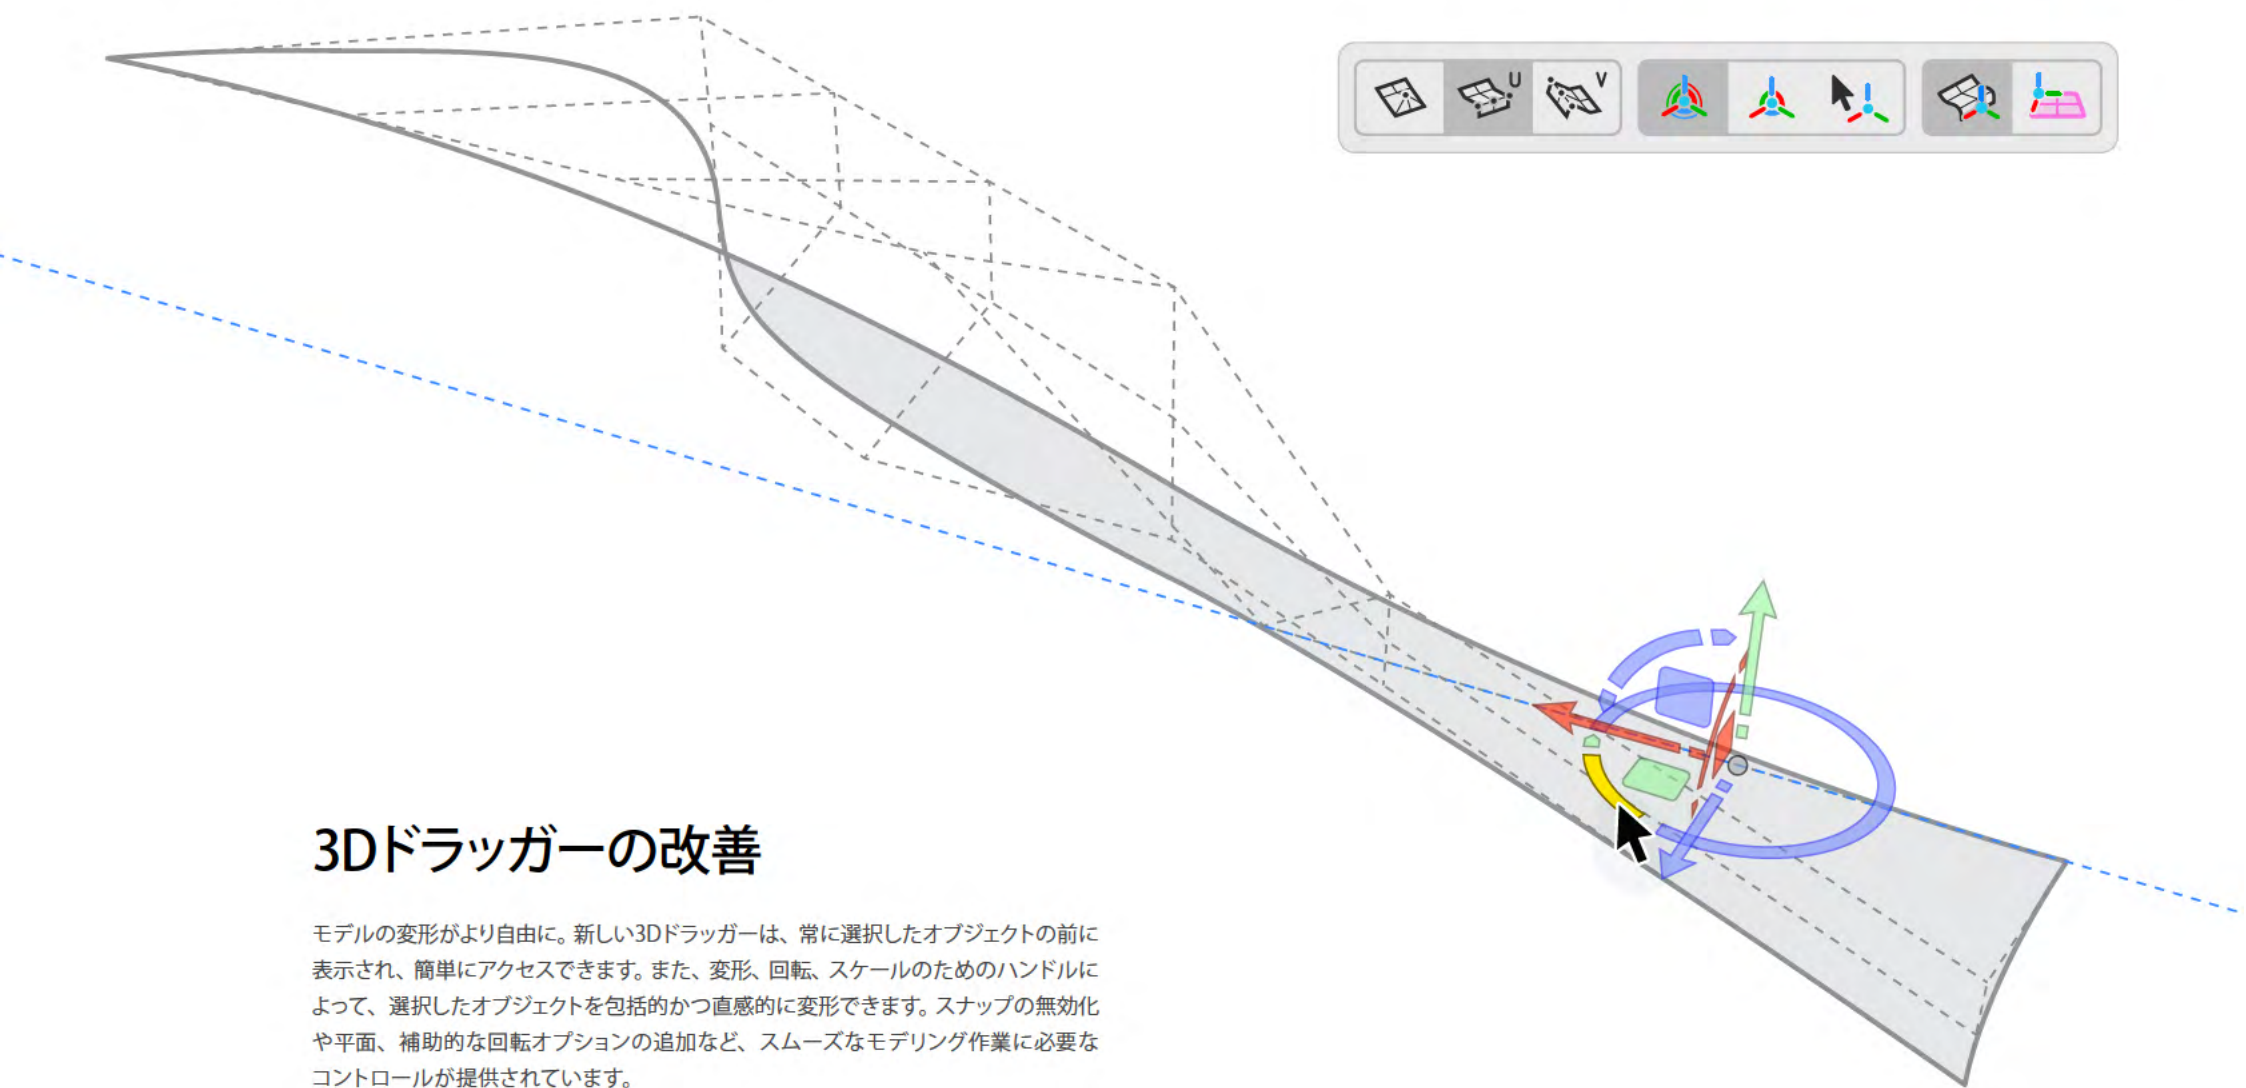 U
V
3Dドラッガーの改善
モデルの変形がより自由に。新しい3Dドラッガーは、常に選択したオブジェクトの前に
表示され、簡単にアクセスできます。また、変形、回転、スケールのためのハンドルに
よって、選択したオブジェクトを包括的かつ直感的に変形できます。スナップの無効化
や平面、補助的な回転オプションの追加など、スムーズなモデリング作業に必要な
コントロールが提供されています。